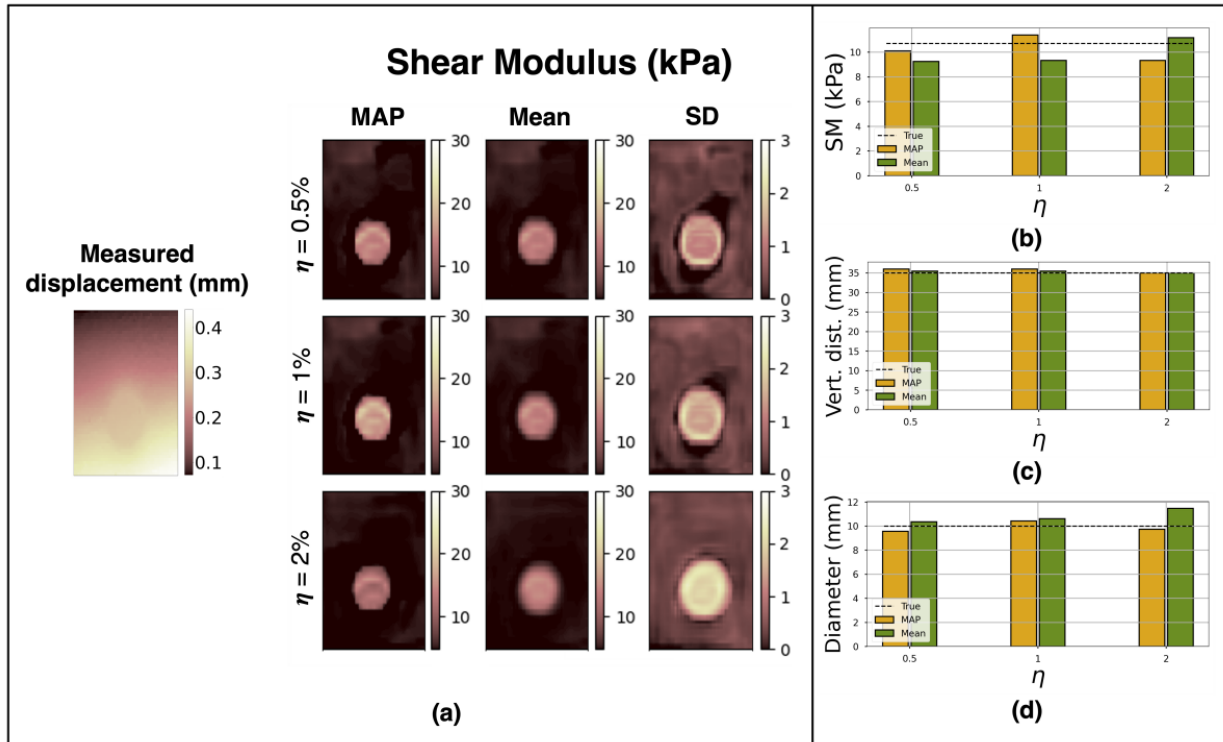 Shear Modulus (kPa)
MAP Mean SD
η = 0.5%
30 30 3
20 20 2
10 10 1
0
Measured
displacement (mm)
0.4
0.3
0.2
0.1
η = 1%
30 30 3
20 20 2
10 10 1
0
η = 2%
30 30 3
20 20 2
10 10 1
0
(a)
SM (kPa)
10
8
6
4
2
0
True
MAP
Mean
0.5 1 2
η
(b)
Vert. dist. (mm)
35
30
25
20
15
10
5
0
True
MAP
Mean
0.5 1 2
η
(c)
Diameter (mm)
12
10
8
6
4
2
0
True
MAP
Mean
0.5 1 2
η
(d)